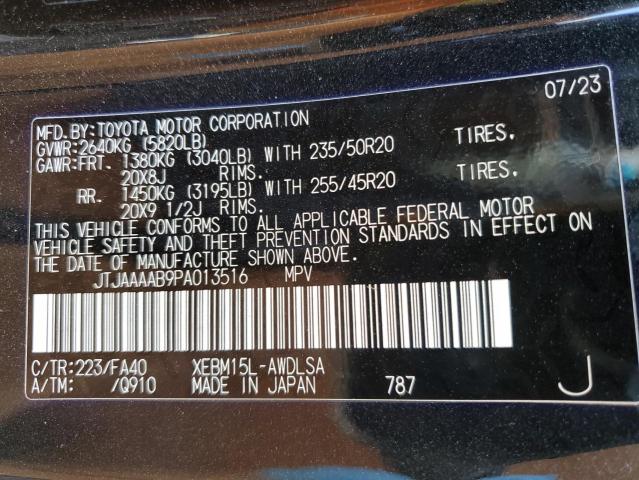 07/23
MFD. BY:TOYOTA MOTOR CORPORATION
GVWR:2640KG (5820LB)
GAWR:FRT. 1380KG (3040LB) WITH 235/50R20 TIRES.
20X8J RIMS.
RR. 1450KG (3195LB) WITH 255/45R20 TIRES.
20X9 1/2J RIMS.
THIS VEHICLE CONFORMS TO ALL APPLICABLE FEDERAL MOTOR
VEHICLE SAFETY AND THEFT PREVENTION STANDARDS IN EFFECT ON
THE DATE OF MANUFACTURE SHOWN ABOVE.
JTJAAAAB9PA013516 MPV
C/TR:223/FA40 XEBM15L-AWDLSA
A/TM: /Q910 MADE IN JAPAN 787 J